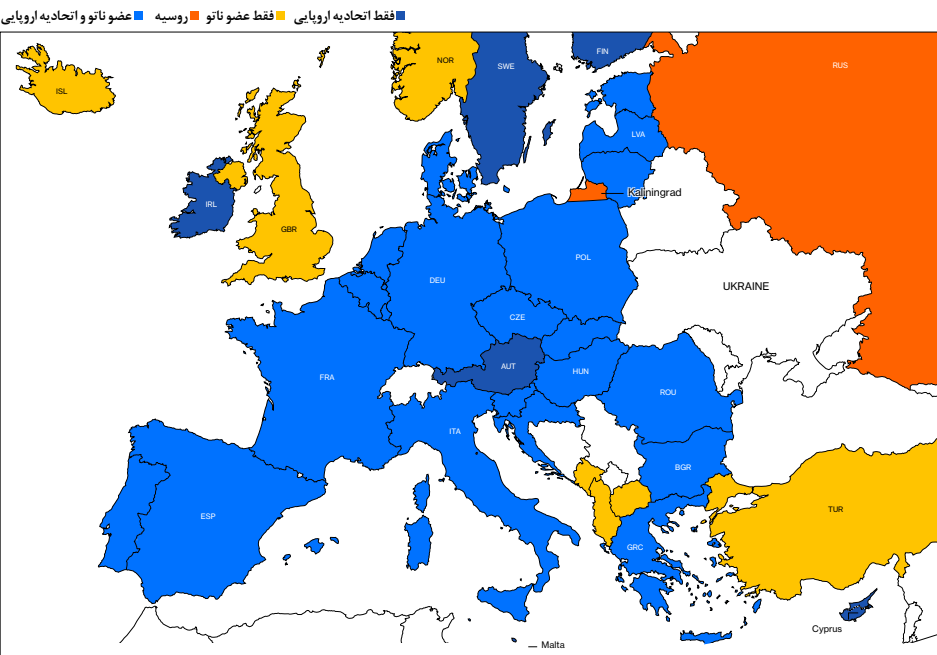 فقط اتحادیه اروپایی فقط عضو ناتو روسیه عضو ناتو و اتحادیه اروپایی
NOR
SWE
FIN
RUS
ISL
LVA
Kaliningrad
IRL
GBR
POL
DEU
UKRAINE
CZE
AUT
HUN
FRA
ROU
ITA
BGR
ESP
TUR
GRC
Cyprus
Malta